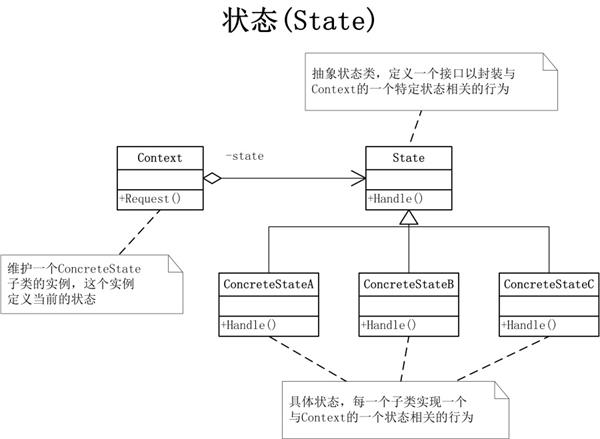 状态(State)
抽象状态类，定义一个接口以封装与
Context的一个特定状态相关的行为
Context
-state
State
+Request()
+Handle()
维护一个ConcreteState
子类的实例，这个实例
定义当前的状态
ConcreteStateA
ConcreteStateB
ConcreteStateC
+Handle()
+Handle()
+Handle()
具体状态，每一个子类实现一个
与Context的一个状态相关的行为